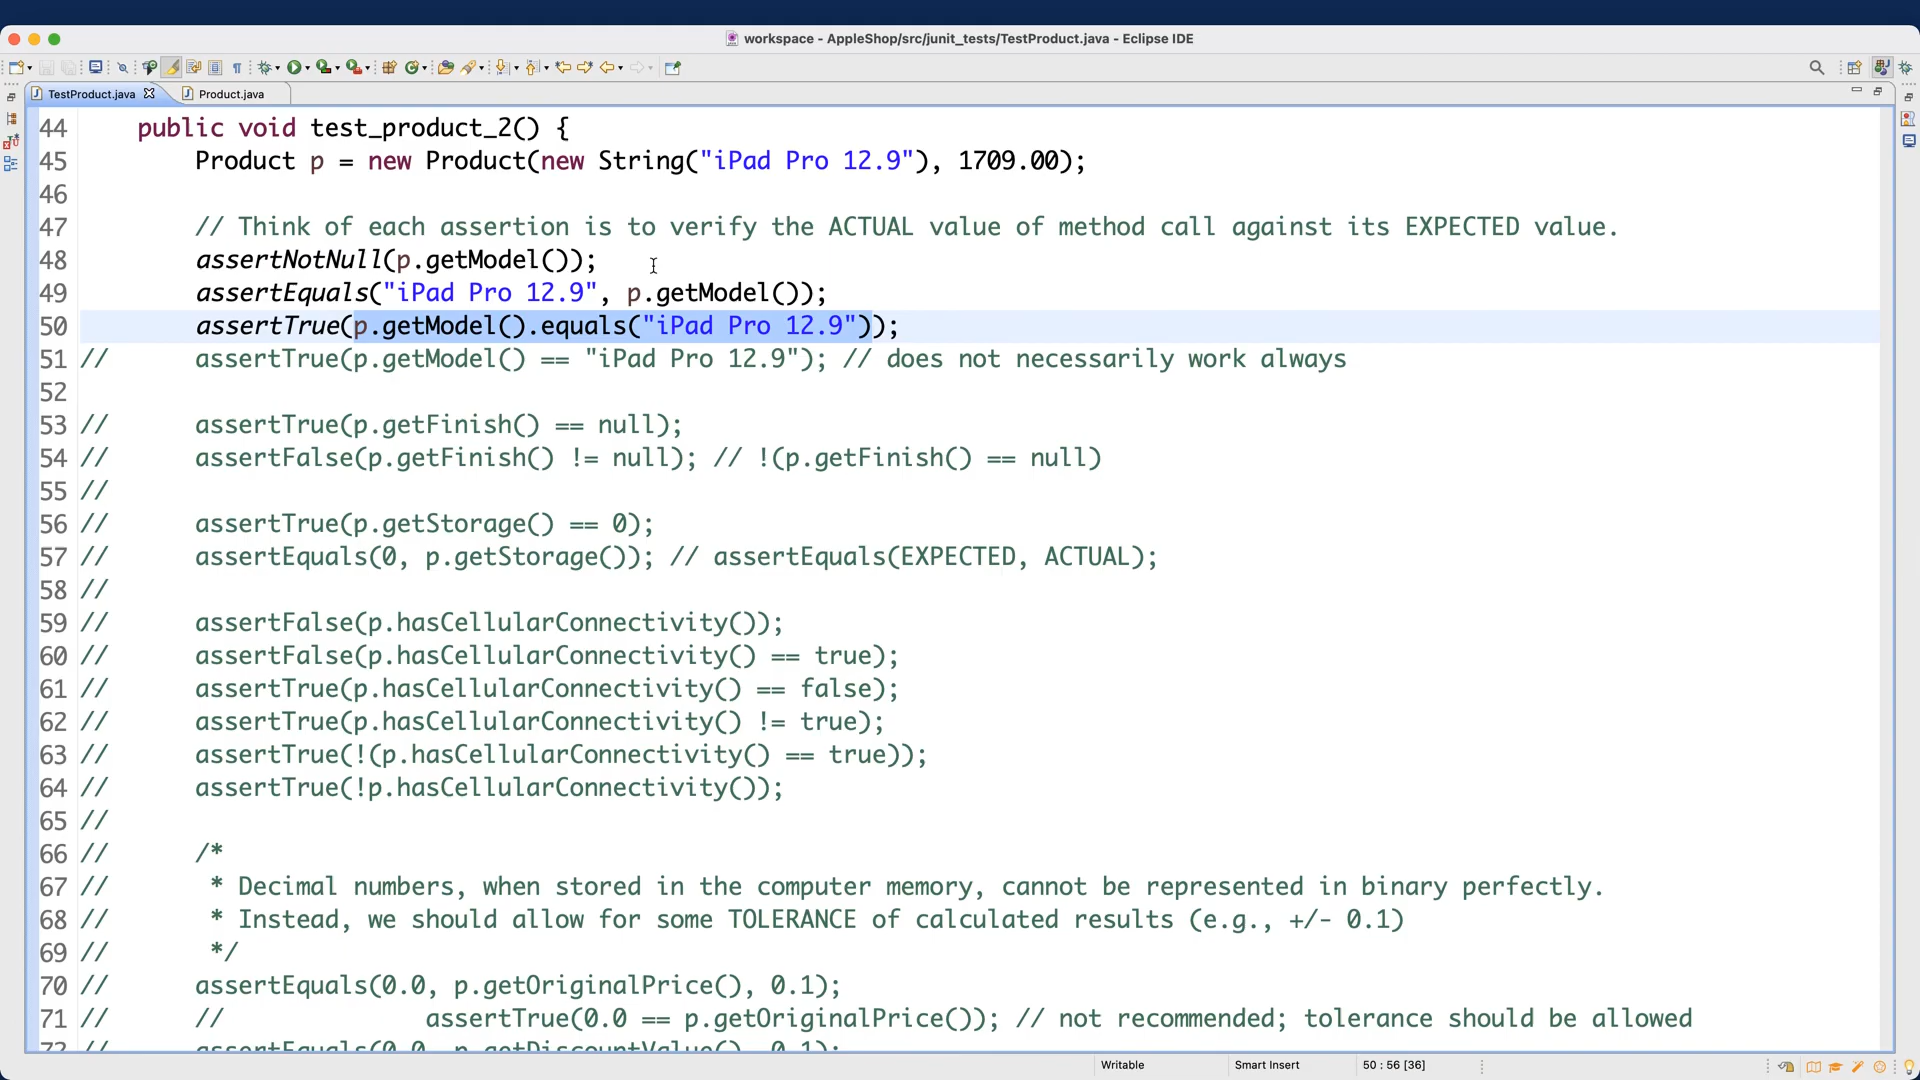 workspace - AppleShop/src/junit_tests/TestProduct.java - Eclipse IDE
TestProduct.java Product.java
44 public void test_product_2() {
45 Product p = new Product(new String("iPad Pro 12.9"), 1709.00);
46
47 // Think of each assertion is to verify the ACTUAL value of method call against its EXPECTED value.
48 assertNotNull(p.getModel());
49 assertEquals("iPad Pro 12.9", p.getModel());
50 assertTrue(p.getModel().equals("iPad Pro 12.9"));
51 // assertTrue(p.getModel() == "iPad Pro 12.9"); // does not necessarily work always
52
53 // assertTrue(p.getFinish() == null);
54 // assertFalse(p.getFinish() != null); // !(p.getFinish() == null)
55 //
56 // assertTrue(p.getStorage() == 0);
57 // assertEquals(0, p.getStorage()); // assertEquals(EXPECTED, ACTUAL);
58 //
59 // assertFalse(p.hasCellularConnectivity());
60 // assertFalse(p.hasCellularConnectivity() == true);
61 // assertTrue(p.hasCellularConnectivity() == false);
62 // assertTrue(p.hasCellularConnectivity() != true);
63 // assertTrue(!(p.hasCellularConnectivity() == true));
64 // assertTrue(!p.hasCellularConnectivity());
65 //
66 // /*
67 // * Decimal numbers, when stored in the computer memory, cannot be represented in binary perfectly.
68 // * Instead, we should allow for some TOLERANCE of calculated results (e.g., +/- 0.1)
69 // */
70 // assertEquals(0.0, p.getOriginalPrice(), 0.1);
71 // // assertTrue(0.0 == p.getOriginalPrice()); // not recommended; tolerance should be allowed
72 // assertEquals(0.0, p.getDiscountValue(), 0.1);
Writable Smart Insert 50 : 56 [36]